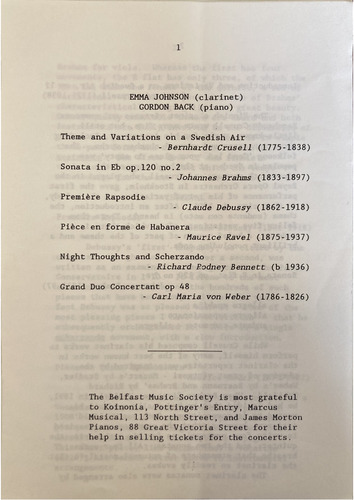 1
EMMA JOHNSON (clarinet)
GORDON BACK (piano)
Theme and Variations on a Swedish Air
- Bernhardt Crusell (1775-1838)
Sonata in Eb op.120 no.2
- Johannes Brahms (1833-1897)
Première Rapsodie
- Claude Debussy (1862-1918)
Pièce en forme de Habanera
- Maurice Ravel (1875-1937)
Night Thoughts and Scherzando
- Richard Rodney Bennett (b 1936)
Grand Duo Concertant op 48
- Carl Maria von Weber (1786-1826)
The Belfast Music Society is most grateful
to Koinonia, Pottinger's Entry, Marcus
Musical, 113 North Street, and James Morton
Pianos, 88 Great Victoria Street for their
help in selling tickets for the concerts.